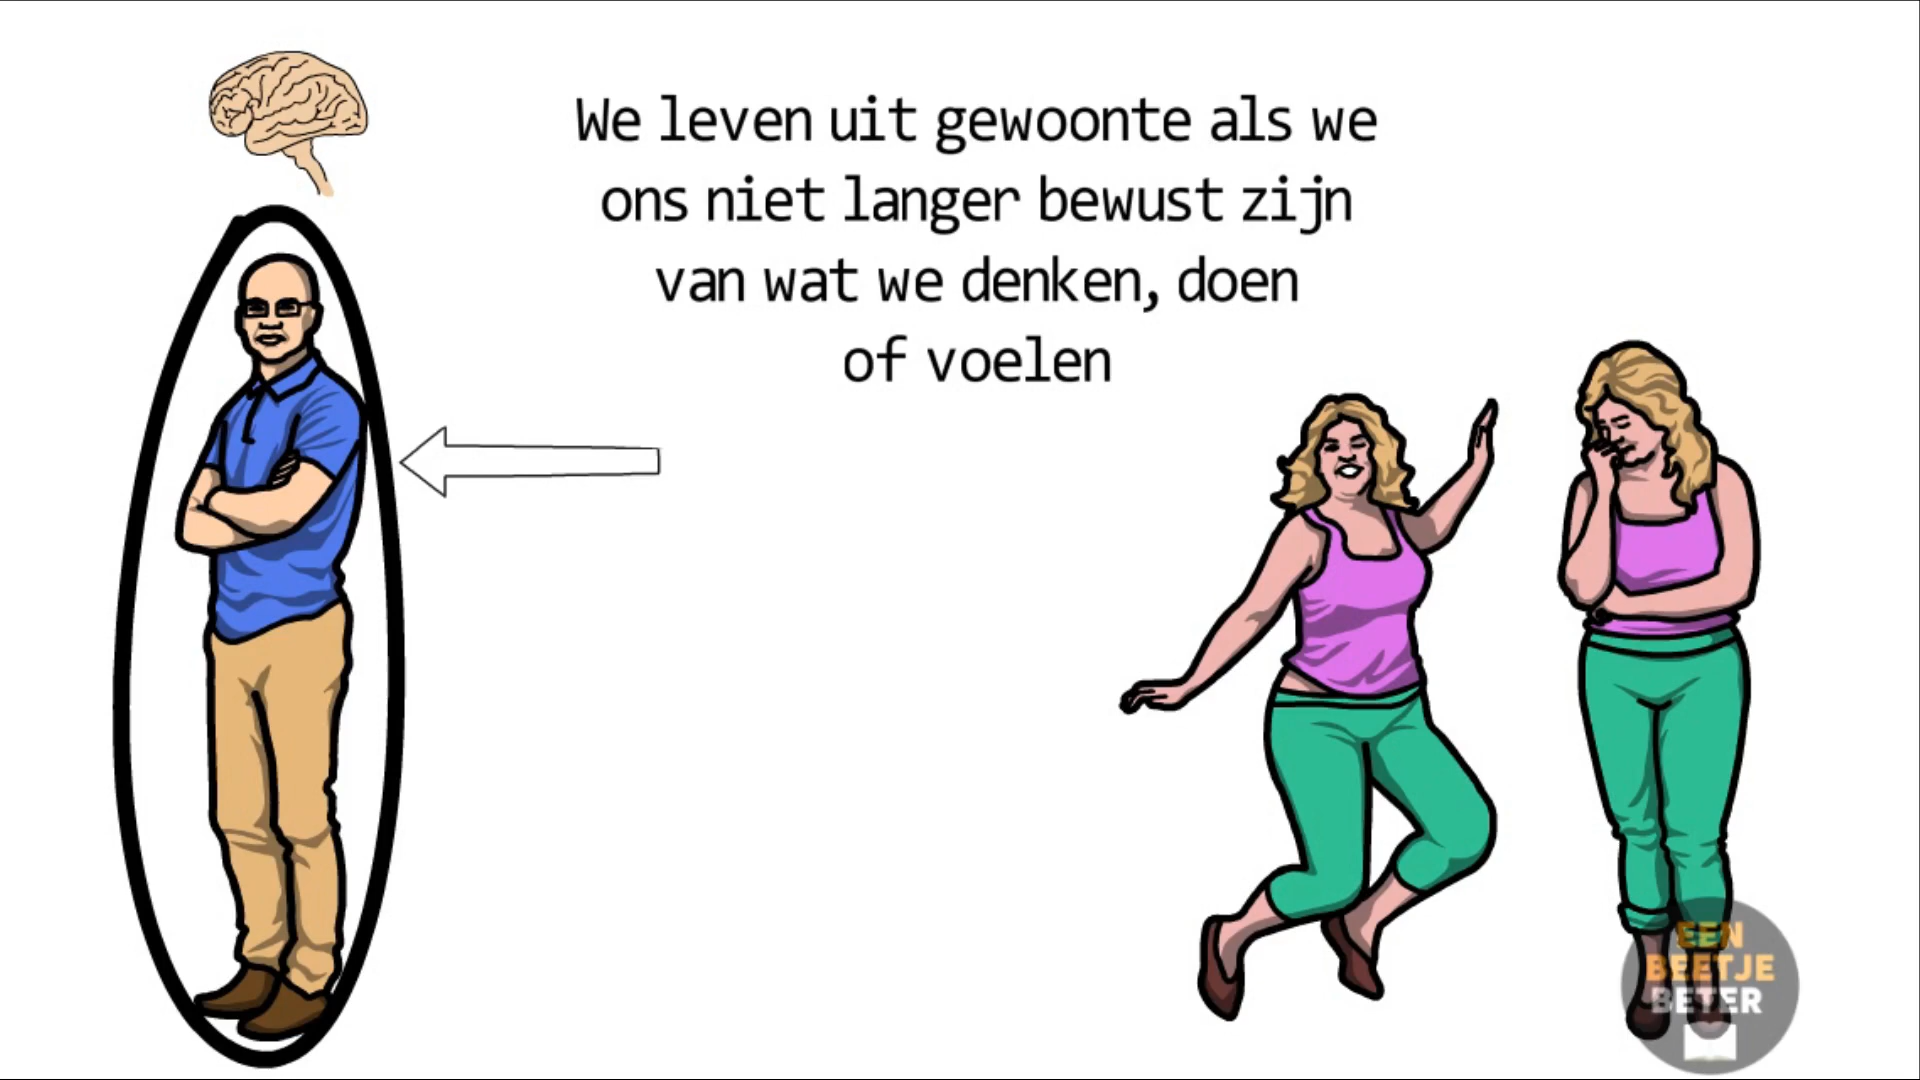 We leven uit gewoonte als we
ons niet langer bewust zijn
van wat we denken, doen
of voelen
EEN
BEETJE
BETER